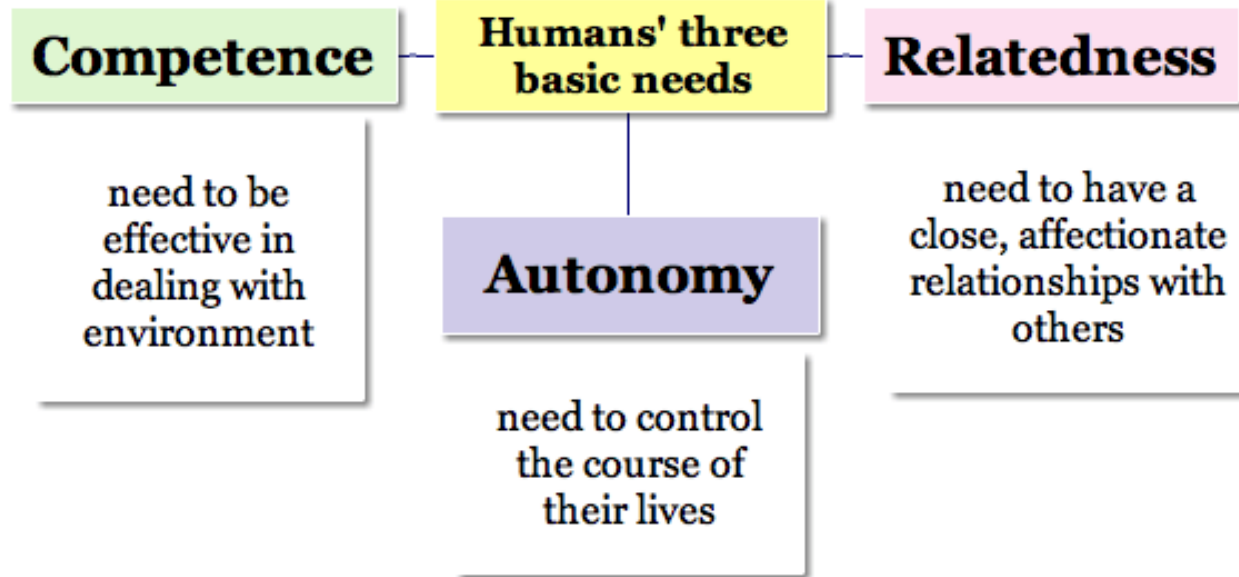 Competence
Humans' three
basic needs
Relatedness
need to be
effective in
dealing with
environment
Autonomy
need to control
the course of
their lives
need to have a
close, affectionate
relationships with
others